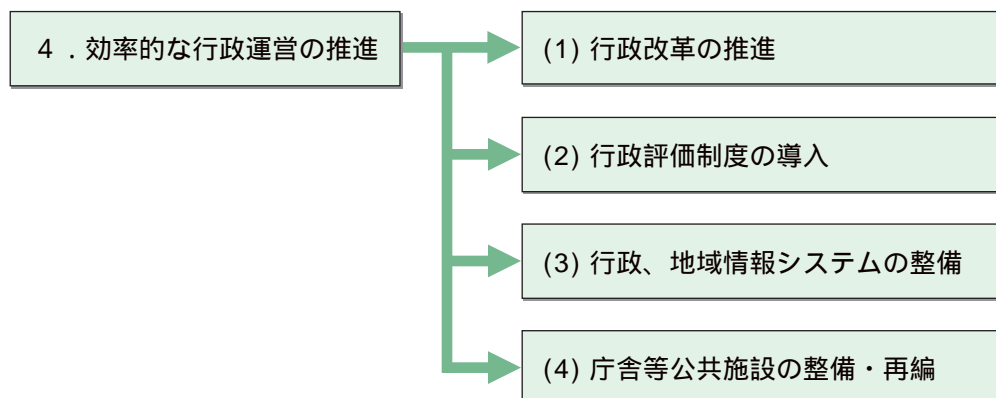 4．効率的な行政運営の推進
(1) 行政改革の推進
(2) 行政評価制度の導入
(3) 行政、地域情報システムの整備
(4) 庁舎等公共施設の整備・再編